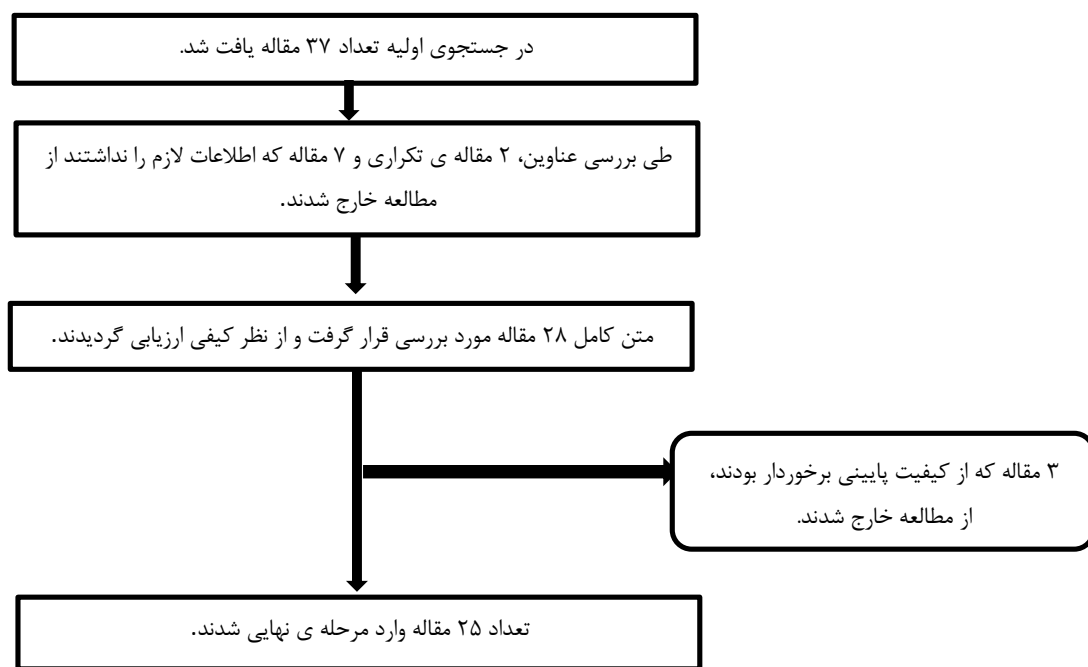 در جستجوی اولیه تعداد ۳۷ مقاله یافت شد.
طی بررسی عناوین، ۲ مقاله ی تکراری و ۷ مقاله که اطلاعات لازم را نداشتند از
مطالعه خارج شدند.
متن کامل ۲۸ مقاله مورد بررسی قرار گرفت و از نظر کیفی ارزیابی گردیدند.
۳ مقاله که از کیفیت پایینی برخوردار بودند،
از مطالعه خارج شدند.
تعداد ۲۵ مقاله وارد مرحله ی نهایی شدند.